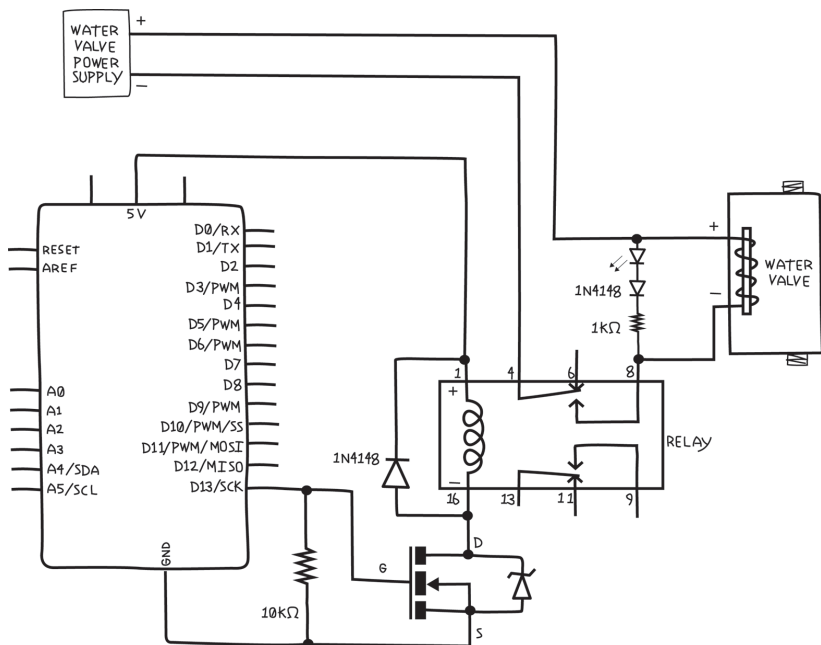 +
WATER
VALVE
POWER
SUPPLY
−
5V
RESET
AREF
A0
A1
A2
A3
A4/SDA
A5/SCL
D0/RX
D1/TX
D2
D3/PWM
D4
D5/PWM
D6/PWM
D7
D8
D9/PWM
D10/PWM/SS
D11/PWM/MOSI
D12/MISO
D13/SCK
GND
10KΩ
1N4148
1 4 6 8
+
−
16 13 11 9
RELAY
G
D
S
1N4148
1KΩ
+
−
WATER
VALVE